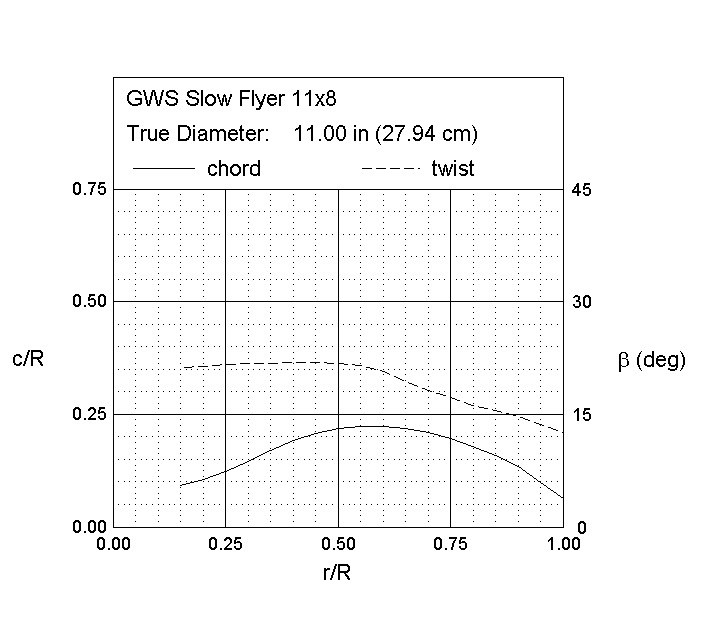 GWS Slow Flyer 11x8
True Diameter: 11.00 in (27.94 cm)
chord twist
0.75 45
0.50 30
c/R β (deg)
0.25 15
0.00 0
0.00 0.25 0.50 0.75 1.00
r/R